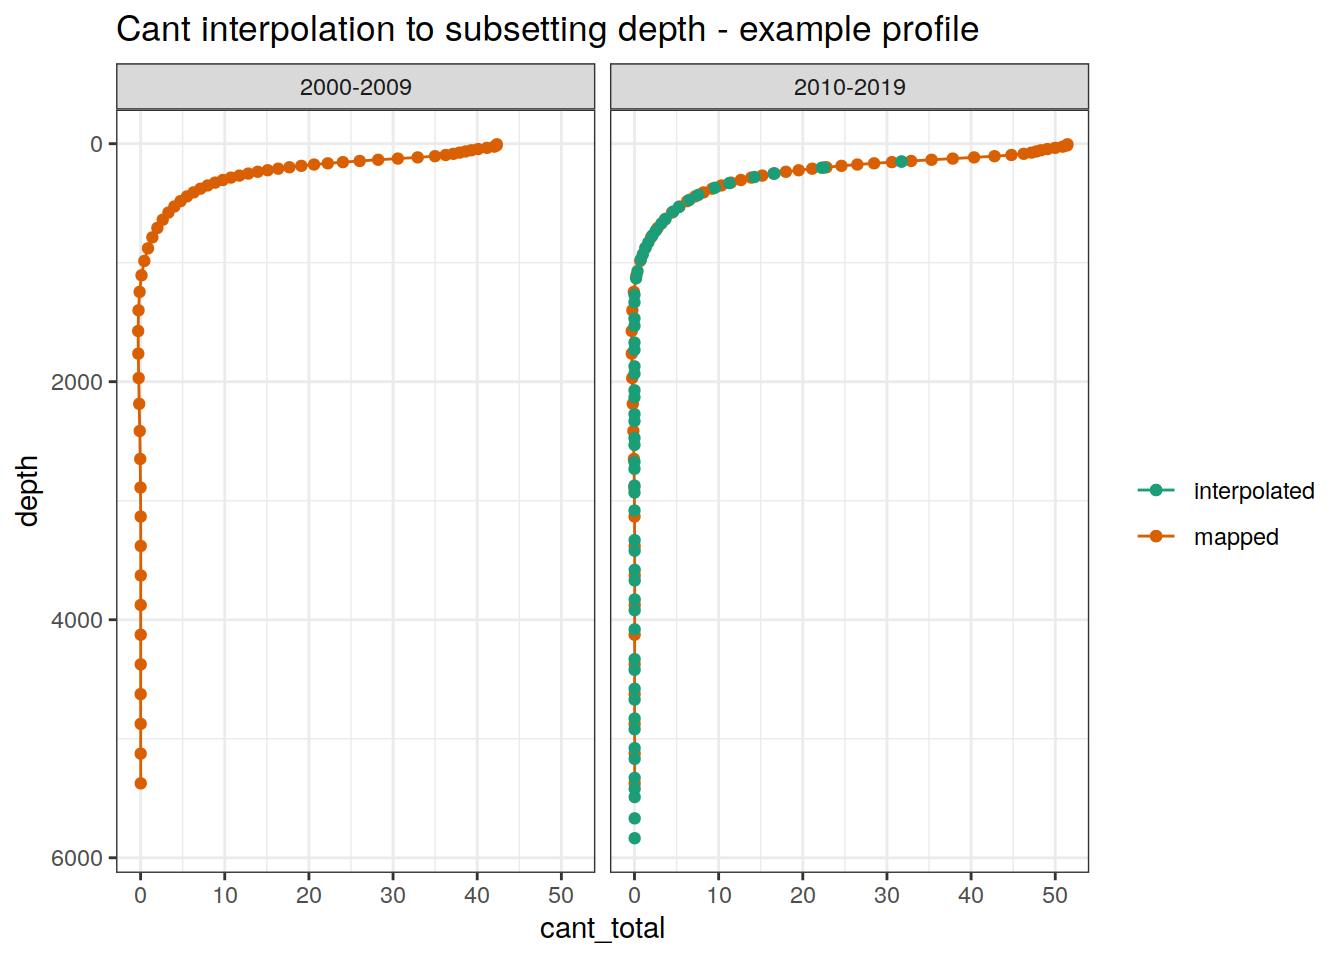 Cant interpolation to subsetting depth - example profile
2000-2009 2010-2019
0
2000
4000
6000
depth
0 10 20 30 40 50 0 10 20 30 40 50
cant_total
interpolated
mapped